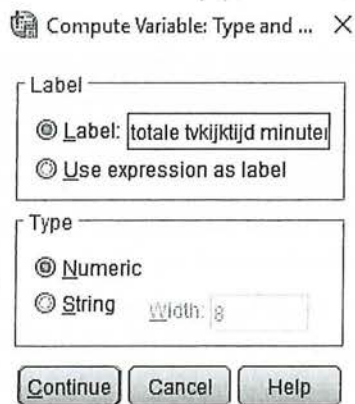 Compute Variable: Type and ...
Label
Label: totale tvkijktijd minuten
Use expression as label
Type
Numeric
String Width: 8
Continue Cancel Help